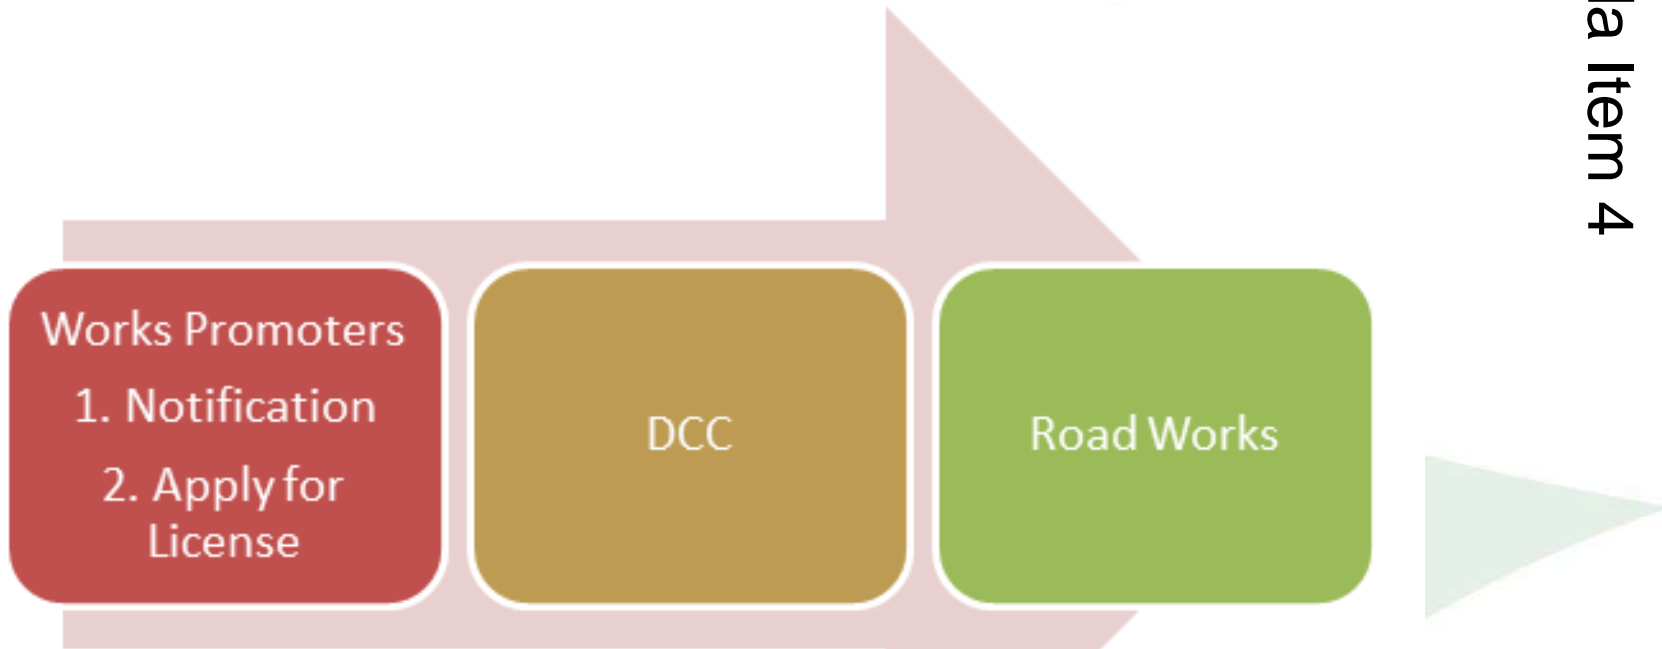 Works Promoters
1. Notification
2. Apply for
License
DCC
Road Works
Item 4